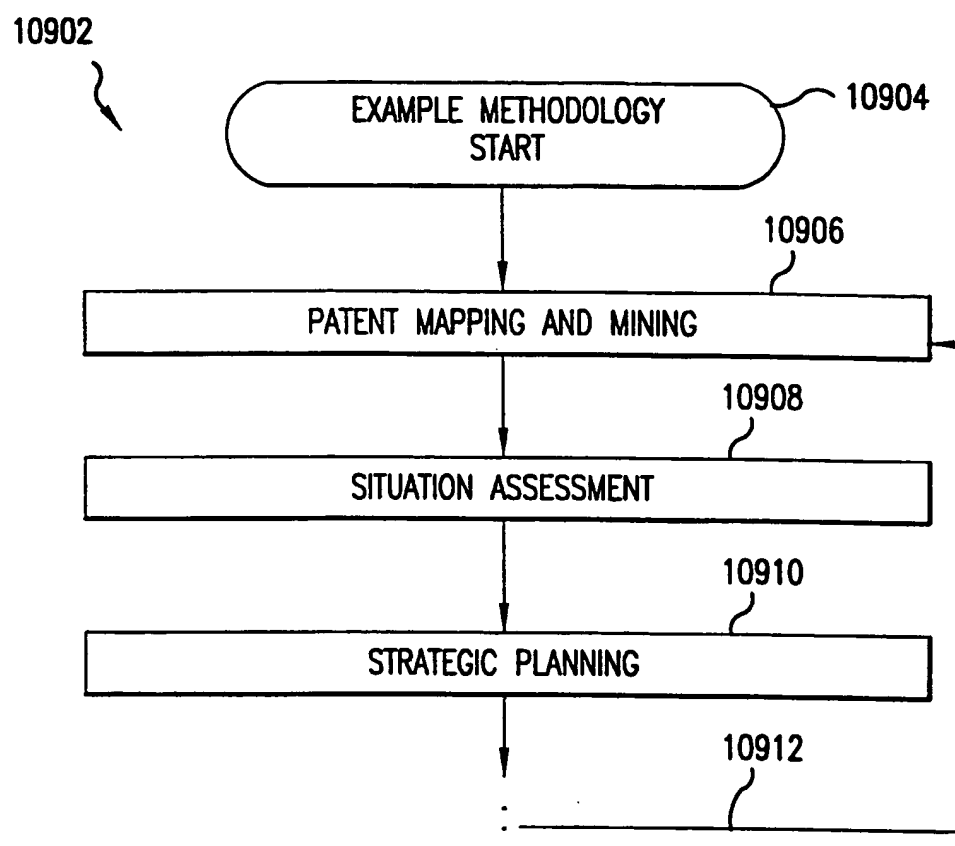 10902
EXAMPLE METHODOLOGY
START
10904
10906
PATENT MAPPING AND MINING
10908
SITUATION ASSESSMENT
10910
STRATEGIC PLANNING
10912